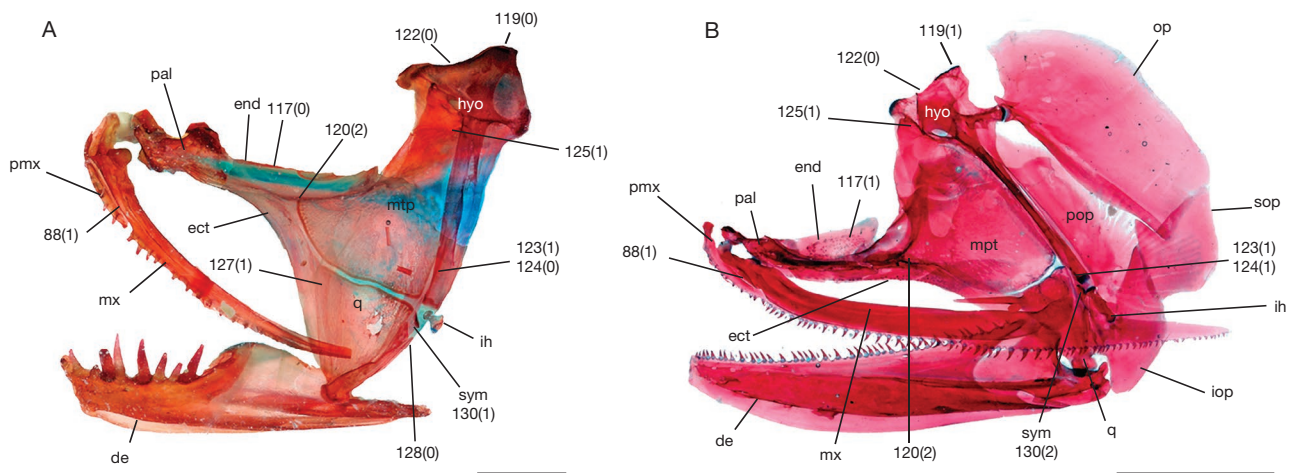 A
119(0)
122(0)
pal
end
117(0)
120(2)
hyo
125(1)
pmx
mtp
ect
88(1)
127(1)
123(1)
124(0)
mx
q
ih
sym
130(1)
de
128(0)
B
119(1)
op
122(0)
125(1)
hyo
end
117(1)
pmx
pal
pop
sop
88(1)
mpt
123(1)
124(1)
ect
ih
iop
de
mx
120(2)
sym
130(2)
q